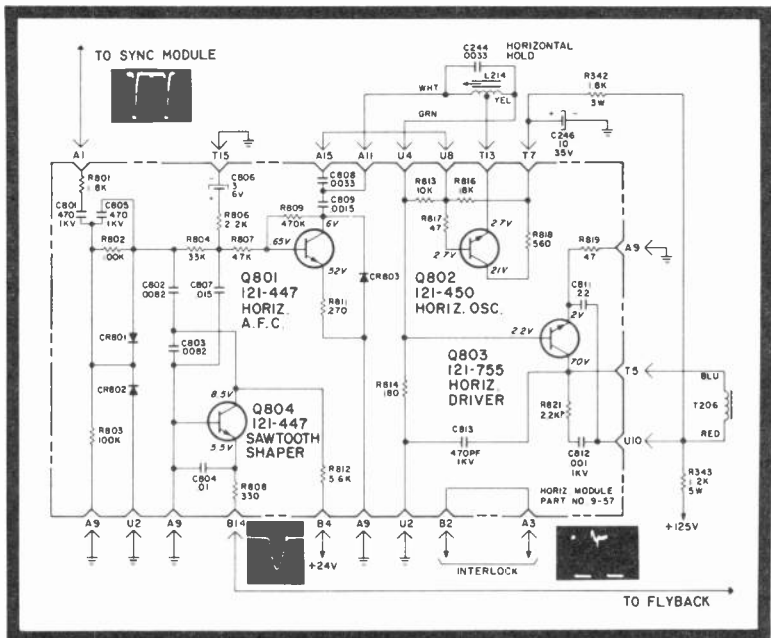 TO SYNC MODULE
C244
0033
HORIZONTAL
HOLD
L214
WHT
YEL
GRN
R342
1.8K
3W
C246
10
35V
A1
T15
A15
A11
U4
U8
T13
T7
R801
1.8K
C801
470
1KV
C805
470
1KV
C806
3
6V
R806
2.2K
R809
470K
C808
0033
C809
0015
6V
R813
10K
R816
18K
R817
47
2.7V
2.7V
21V
R818
560
R819
47
A9
R802
100K
R804
33K
R807
47K
65V
52V
C802
0082
C807
.015
Q801
121-447
HORIZ.
A.F.C.
R811
270
CR803
Q802
121-450
HORIZ. OSC.
C811
22
2V
2.2V
70V
C803
0082
CR801
CR802
Q803
121-755
HORIZ.
DRIVER
T5
BLU
T206
RED
U10
R803
100K
8.5V
Q804
121-447
SAWTOOTH
SHAPER
5.5V
R814
180
R821
2.2K
C813
470PF
1KV
C812
001
1KV
C804
01
R808
330
R812
5.6K
HORIZ MODULE
PART NO 9-57
R343
1.2K
5W
+125V
A9
U2
A9
B14
B4
A9
U2
B2
A3
+24V
INTERLOCK
TO FLYBACK